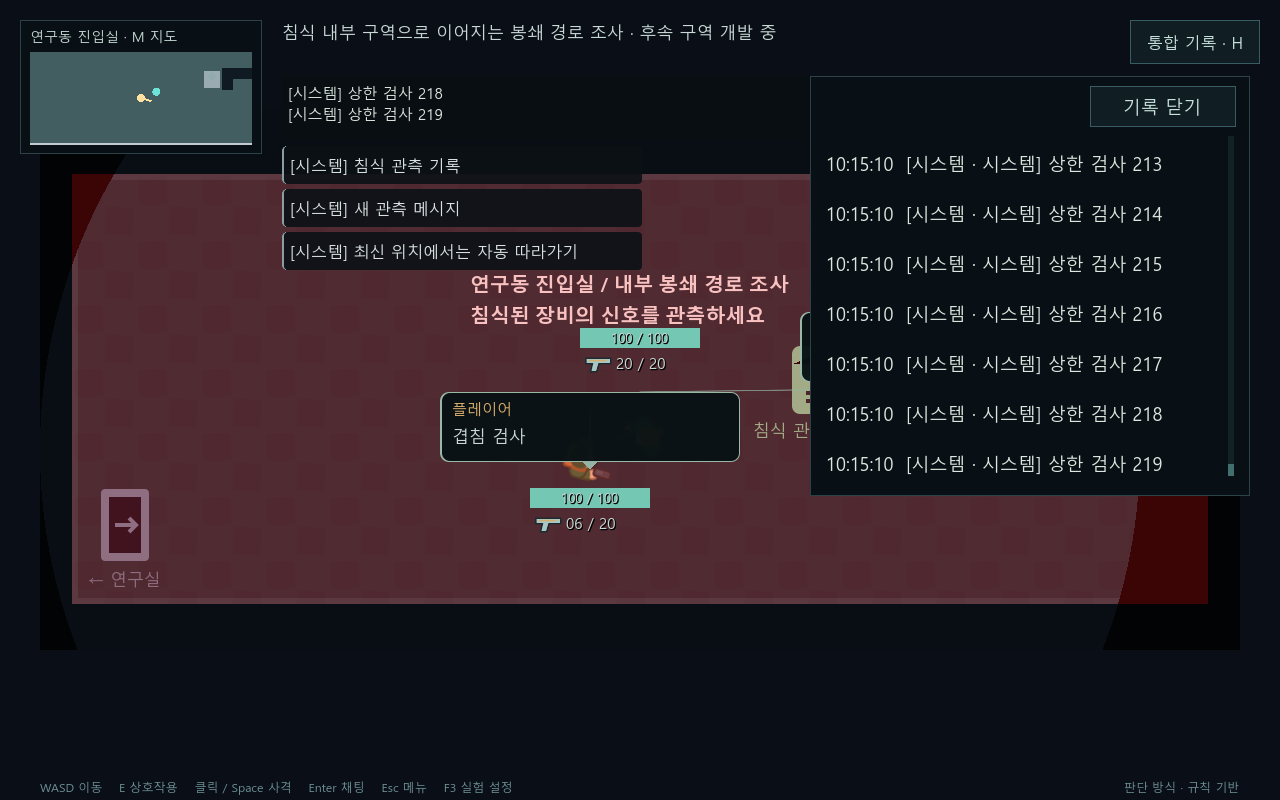 연구동 진입실 · M 지도
침식 내부 구역으로 이어지는 봉쇄 경로 조사 · 후속 구역 개발 중
통합 기록 · H
[시스템] 상한 검사 218
[시스템] 상한 검사 219
[시스템] 침식 관측 기록
[시스템] 새 관측 메시지
[시스템] 최신 위치에서는 자동 따라가기
기록 닫기
10:15:10 [시스템 · 시스템] 상한 검사 213
10:15:10 [시스템 · 시스템] 상한 검사 214
10:15:10 [시스템 · 시스템] 상한 검사 215
10:15:10 [시스템 · 시스템] 상한 검사 216
10:15:10 [시스템 · 시스템] 상한 검사 217
10:15:10 [시스템 · 시스템] 상한 검사 218
10:15:10 [시스템 · 시스템] 상한 검사 219
연구동 진입실 / 내부 봉쇄 경로 조사
침식된 장비의 신호를 관측하세요
100 / 100
20 / 20
플레이어
겹침 검사
침식 관
100 / 100
06 / 20
← 연구실
WASD 이동 E 상호작용 클릭 / Space 사격 Enter 채팅 Esc 메뉴 F3 실험 설정
판단 방식 · 규칙 기반